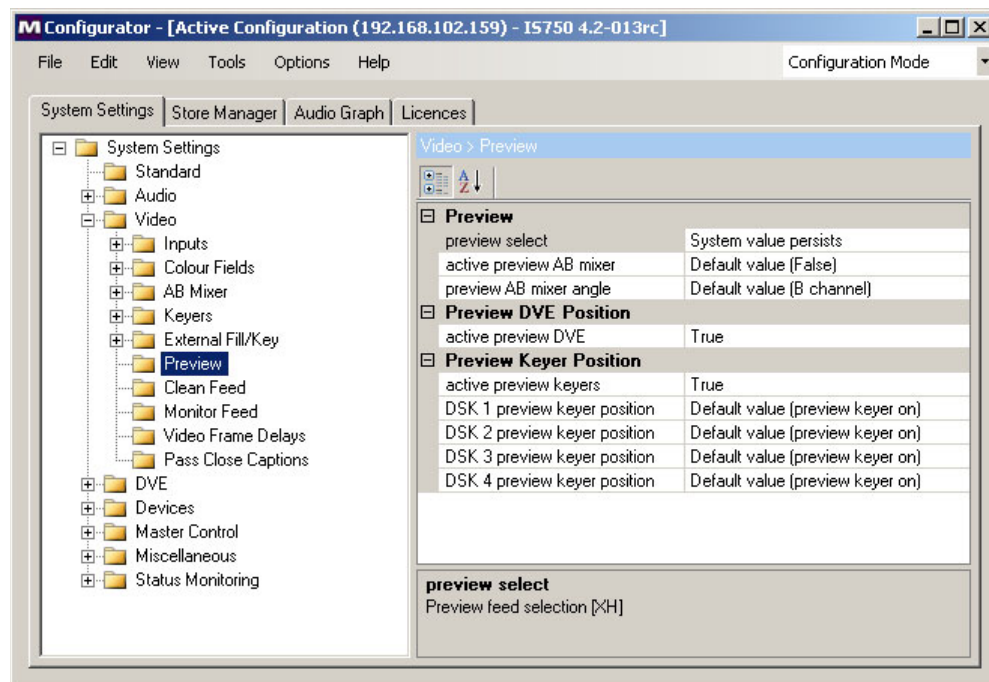 M Configurator - [Active Configuration (192.168.102.159) - IS750 4.2-013rc]
File Edit View Tools Options Help Configuration Mode
System Settings Store Manager Audio Graph Licences
System Settings
Standard
Audio
Video
Inputs
Colour Fields
AB Mixer
Keyers
External Fill/Key
Preview
Clean Feed
Monitor Feed
Video Frame Delays
Pass Close Captions
DVE
Devices
Master Control
Miscellaneous
Status Monitoring
Video > Preview
A Z
Preview
preview select System value persists
active preview AB mixer Default value (False)
preview AB mixer angle Default value (B channel)
Preview DVE Position
active preview DVE True
Preview Keyer Position
active preview keyers True
DSK 1 preview keyer position Default value (preview keyer on)
DSK 2 preview keyer position Default value (preview keyer on)
DSK 3 preview keyer position Default value (preview keyer on)
DSK 4 preview keyer position Default value (preview keyer on)
preview select
Preview feed selection [XH]